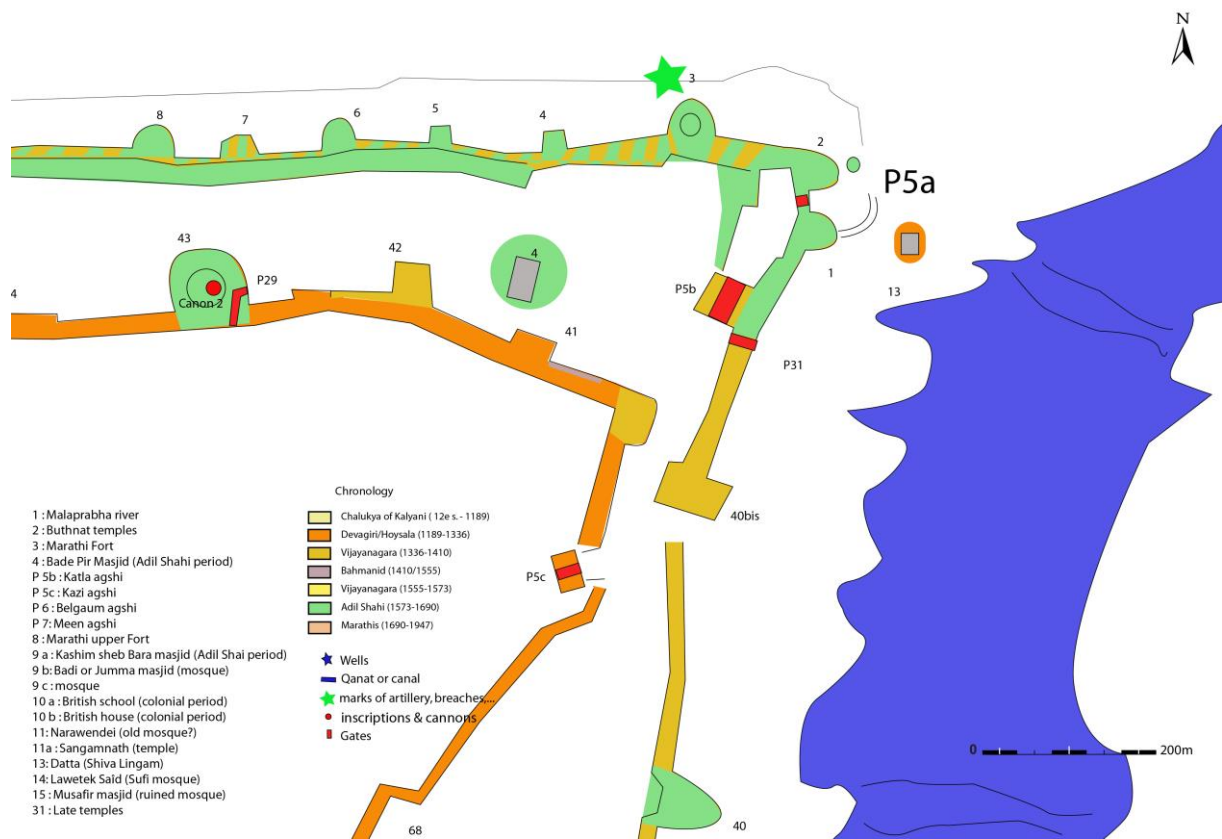 N
3
8
7
6
5
4
2
P5a
43
42
4
P29
1
P5b
Canon 2
13
4
41
P31
40bis
P5c
0
200m
68
40
1 : Malaprabha river
2 : Buthnat temples
3 : Marathi Fort
4 : Bade Pir Masjid (Adil Shahi period)
P 5b : Katla agshi
P 5c : Kazi agshi
P 6 : Belgaum agshi
P 7 : Meen agshi
8 : Marathi upper Fort
9 a : Kashim sheb Bara masjid (Adil Shai period)
9 b : Badi or Jumma masjid (mosque)
9 c : mosque
10 a : British school (colonial period)
10 b : British house (colonial period)
11 : Narawendei (old mosque?)
11a : Sangamnath (temple)
13: Datta (Shiva Lingam)
14: Lawetek Saïd (Sufi mosque)
15 : Musafir masjid (ruined mosque)
31 : Late temples
Chronology
Chalukya of Kalyani ( 12e s. - 1189)
Devagiri/Hoysala (1189-1336)
Vijayanagara (1336-1410)
Bahmanid (1410/1555)
Vijayanagara (1555-1573)
Adil Shahi (1573-1690)
Marathis (1690-1947)
Wells
Qanat or canal
marks of artillery, breaches,...
inscriptions & cannons
Gates